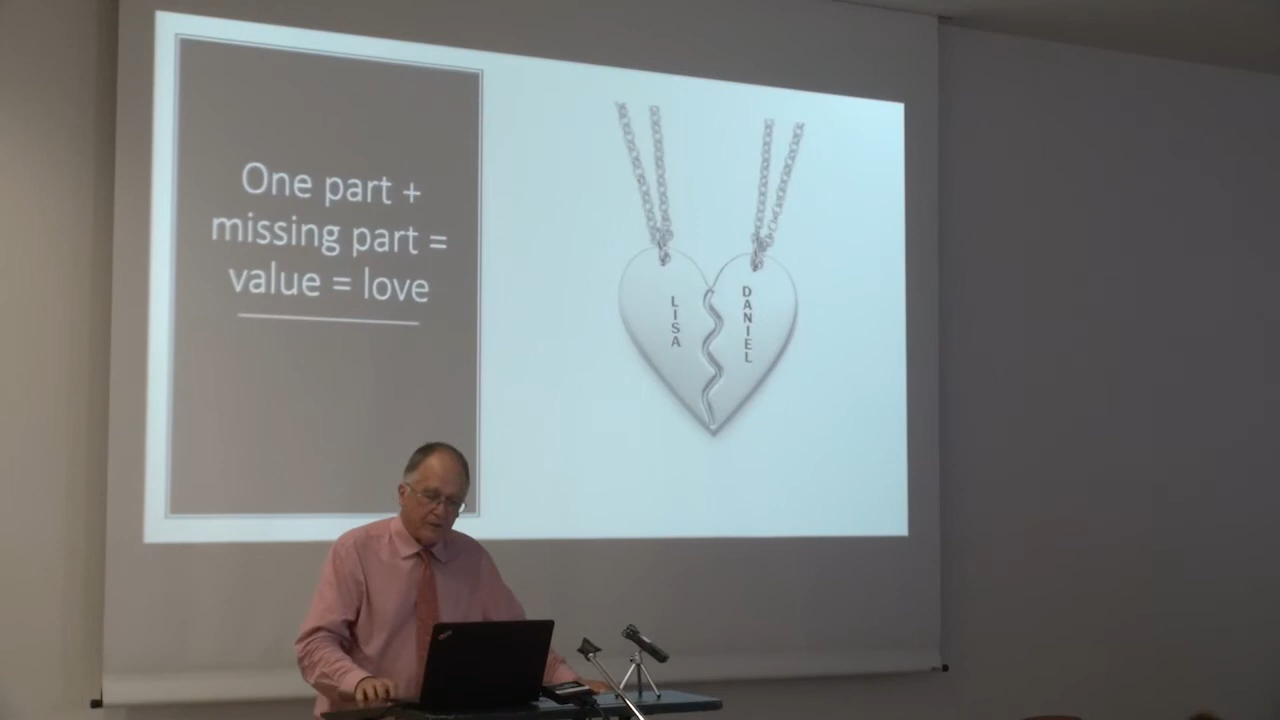 One part +
missing part =
value = love
LISA
DANIEL